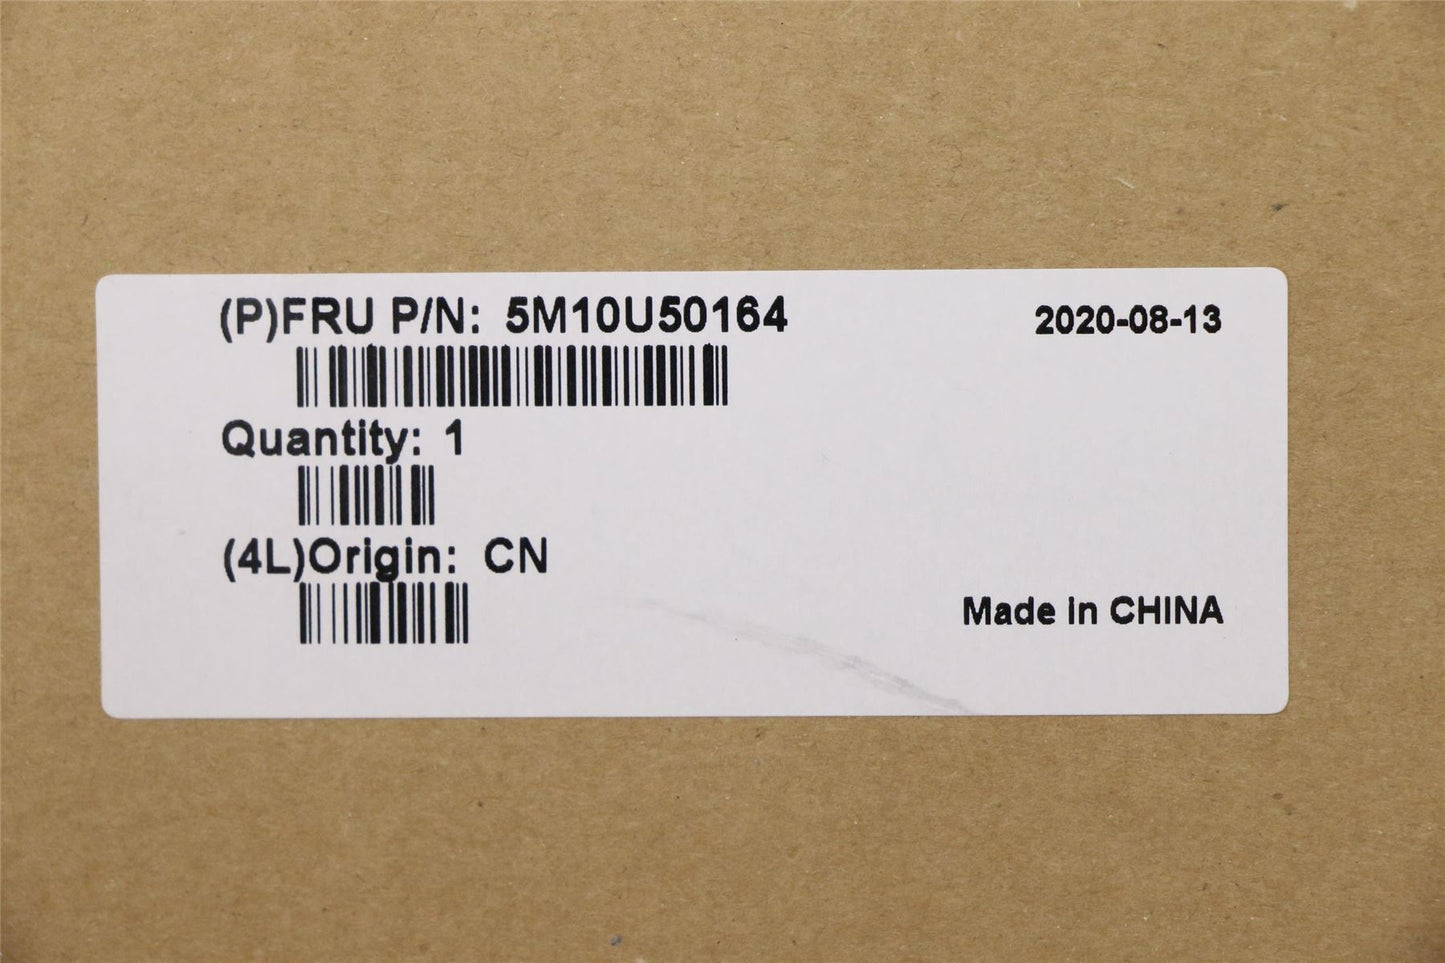 (P)FRU P/N: 5M10U50164
2020-08-13
Quantity: 1
(4L)Origin: CN
Made in CHINA